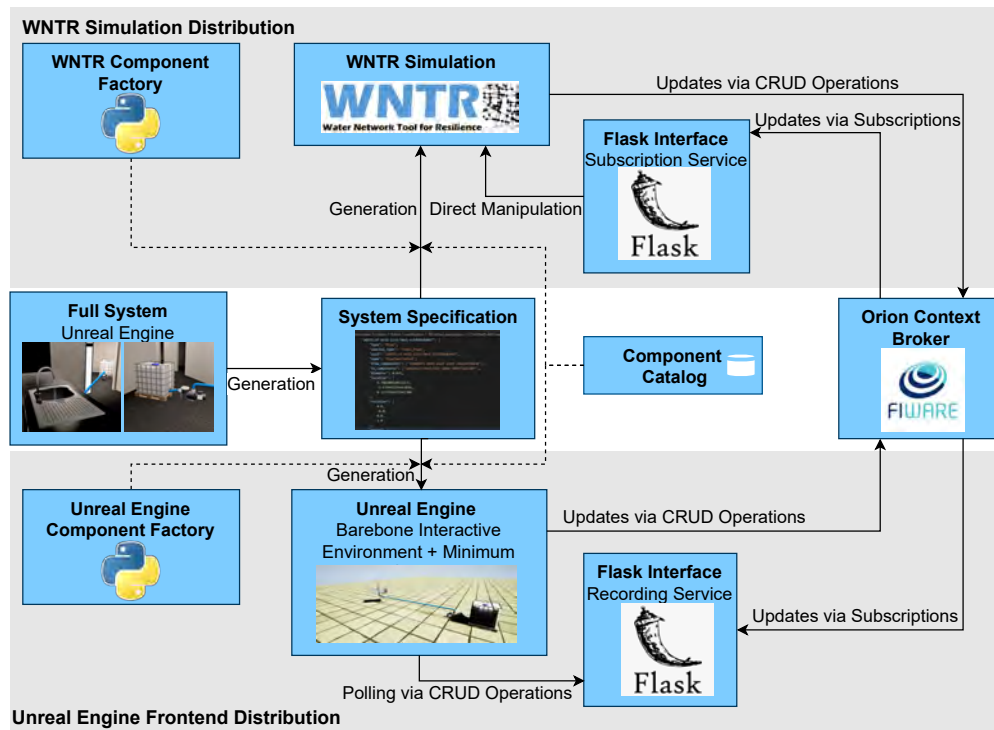 WNTR Simulation Distribution
WNTR Component
Factory
WNTR Simulation
WNTR
Water Network Tool for Resilience
Updates via CRUD Operations
Updates via Subscriptions
Flask Interface
Subscription Service
Flask
Generation
Direct Manipulation
Full System
Unreal Engine
Generation
System Specification
Component
Catalog
Orion Context
Broker
FIWARE
Generation
Unreal Engine
Component Factory
Unreal Engine
Barebone Interactive
Environment + Minimum
Updates via CRUD Operations
Flask Interface
Recording Service
Flask
Updates via Subscriptions
Polling via CRUD Operations
Unreal Engine Frontend Distribution